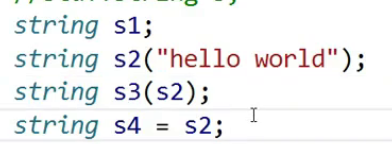 string s1;
string s2("hello world");
string s3(s2);
string s4 = s2;